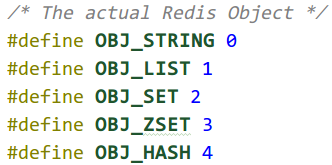 /* The actual Redis Object */
#define OBJ_STRING 0
#define OBJ_LIST 1
#define OBJ_SET 2
#define OBJ_ZSET 3
#define OBJ_HASH 4